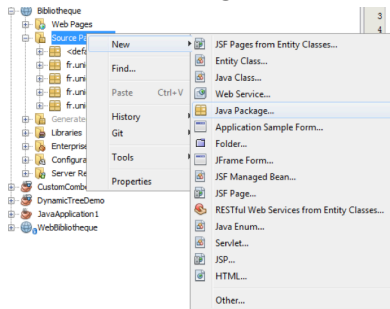 Bibliotheque
Web Pages
Source Pa
<defa
fr.uni
fr.uni
fr.uni
fr.uni
Generate
Libraries
Enterprise
Configura
Server Re
CustomCombo
DynamicTreeDemo
JavaApplication1
WebBibliotheque
New
Find...
Paste Ctrl+V
History
Git
Tools
Properties
JSF Pages from Entity Classes...
Entity Class...
Java Class...
Web Service...
Java Package...
Application Sample Form...
Folder...
JFrame Form...
JSF Managed Bean...
JSF Page...
RESTful Web Services from Entity Classes...
Java Enum...
Servlet...
JSP...
HTML...
Other...
3
4